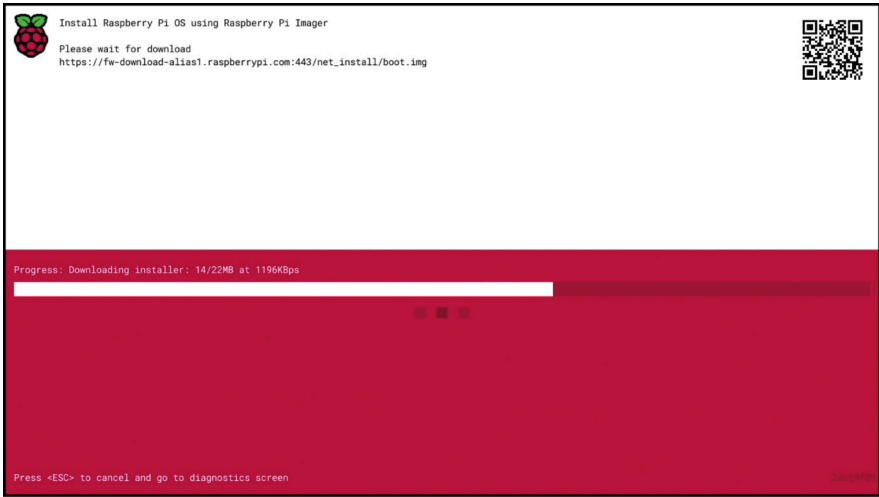 Install Raspberry Pi OS using Raspberry Pi Imager
Please wait for download
https://fw-download-alias1.raspberrypi.com:443/net_install/boot.img
Progress: Downloading installer: 14/22MB at 1196KBps
Press <ESC> to cancel and go to diagnostics screen